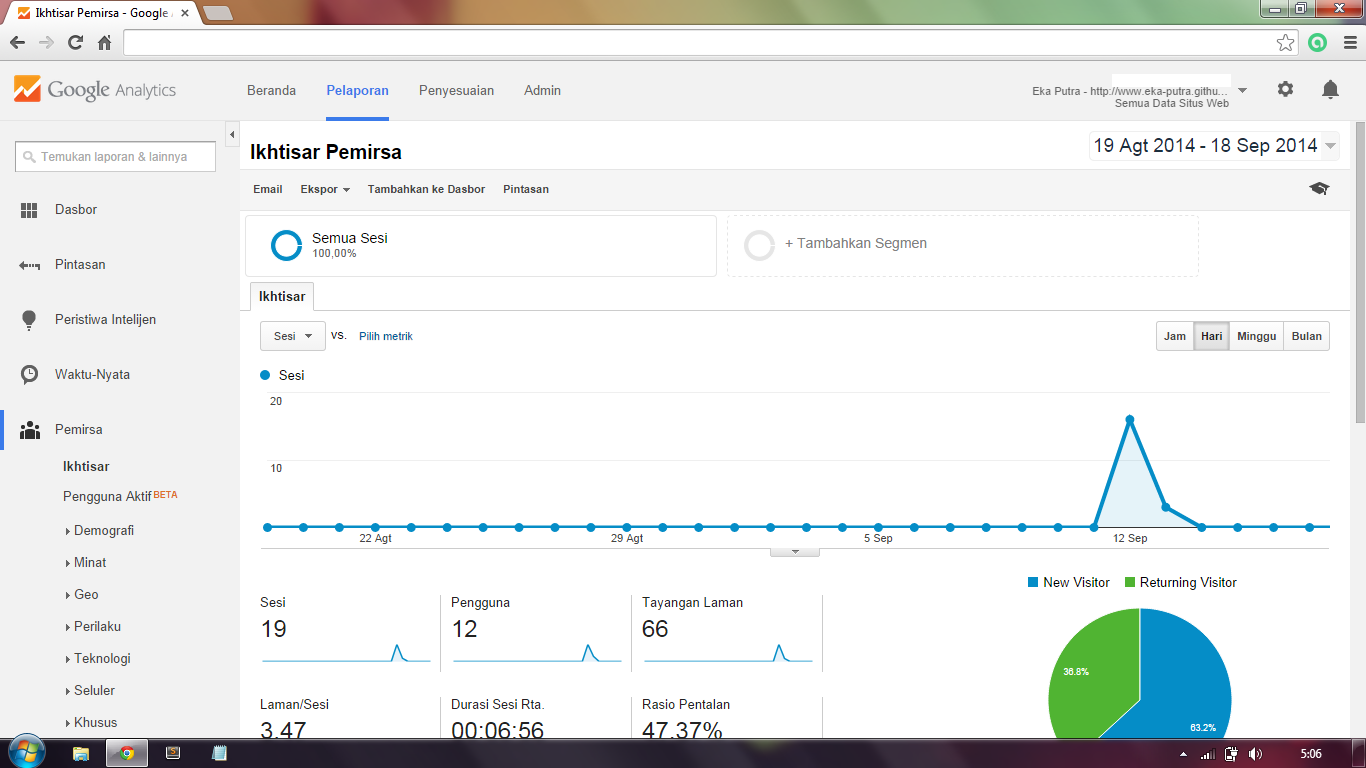 Ikhtisar Pemirsa - Google
Google Analytics
Beranda
Pelaporan
Penyesuaian
Admin
Eka Putra - http://www.eka-putra.githu...
Semua Data Situs Web
Temukan laporan & lainnya
Dasbor
Pintasan
Peristiwa Intelijen
Waktu-Nyata
Pemirsa
Ikhtisar
Pengguna Aktif BETA
Demografi
Minat
Geo
Perilaku
Teknologi
Seluler
Khusus
Ikhtisar Pemirsa
19 Agt 2014 - 18 Sep 2014
Email
Ekspor
Tambahkan ke Dasbor
Pintasan
Semua Sesi
100,00%
+ Tambahkan Segmen
Ikhtisar
Sesi
vs.
Pilih metrik
Jam
Hari
Minggu
Bulan
Sesi
20
10
22 Agt
29 Agt
5 Sep
12 Sep
Sesi
19
Pengguna
12
Tayangan Laman
66
Laman/Sesi
3,47
Durasi Sesi Rta.
00:06:56
Rasio Pentalan
47,37%
New Visitor
Returning Visitor
36.8%
63.2%
5:06